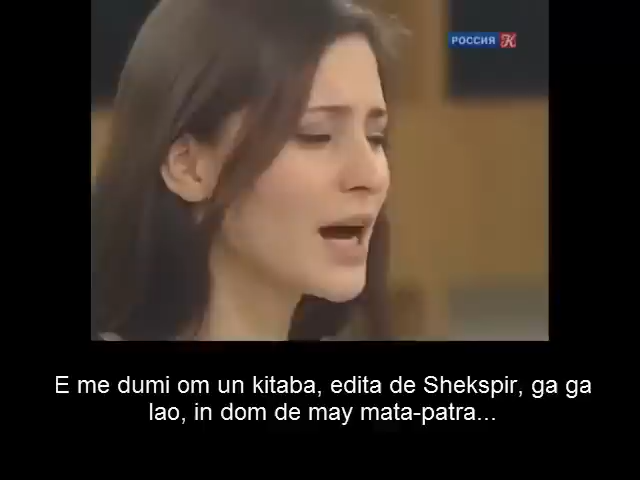 РОССИЯ К
E me dumi om un kitaba, edita de Shekspir, ga ga
lao, in dom de may mata-patra...